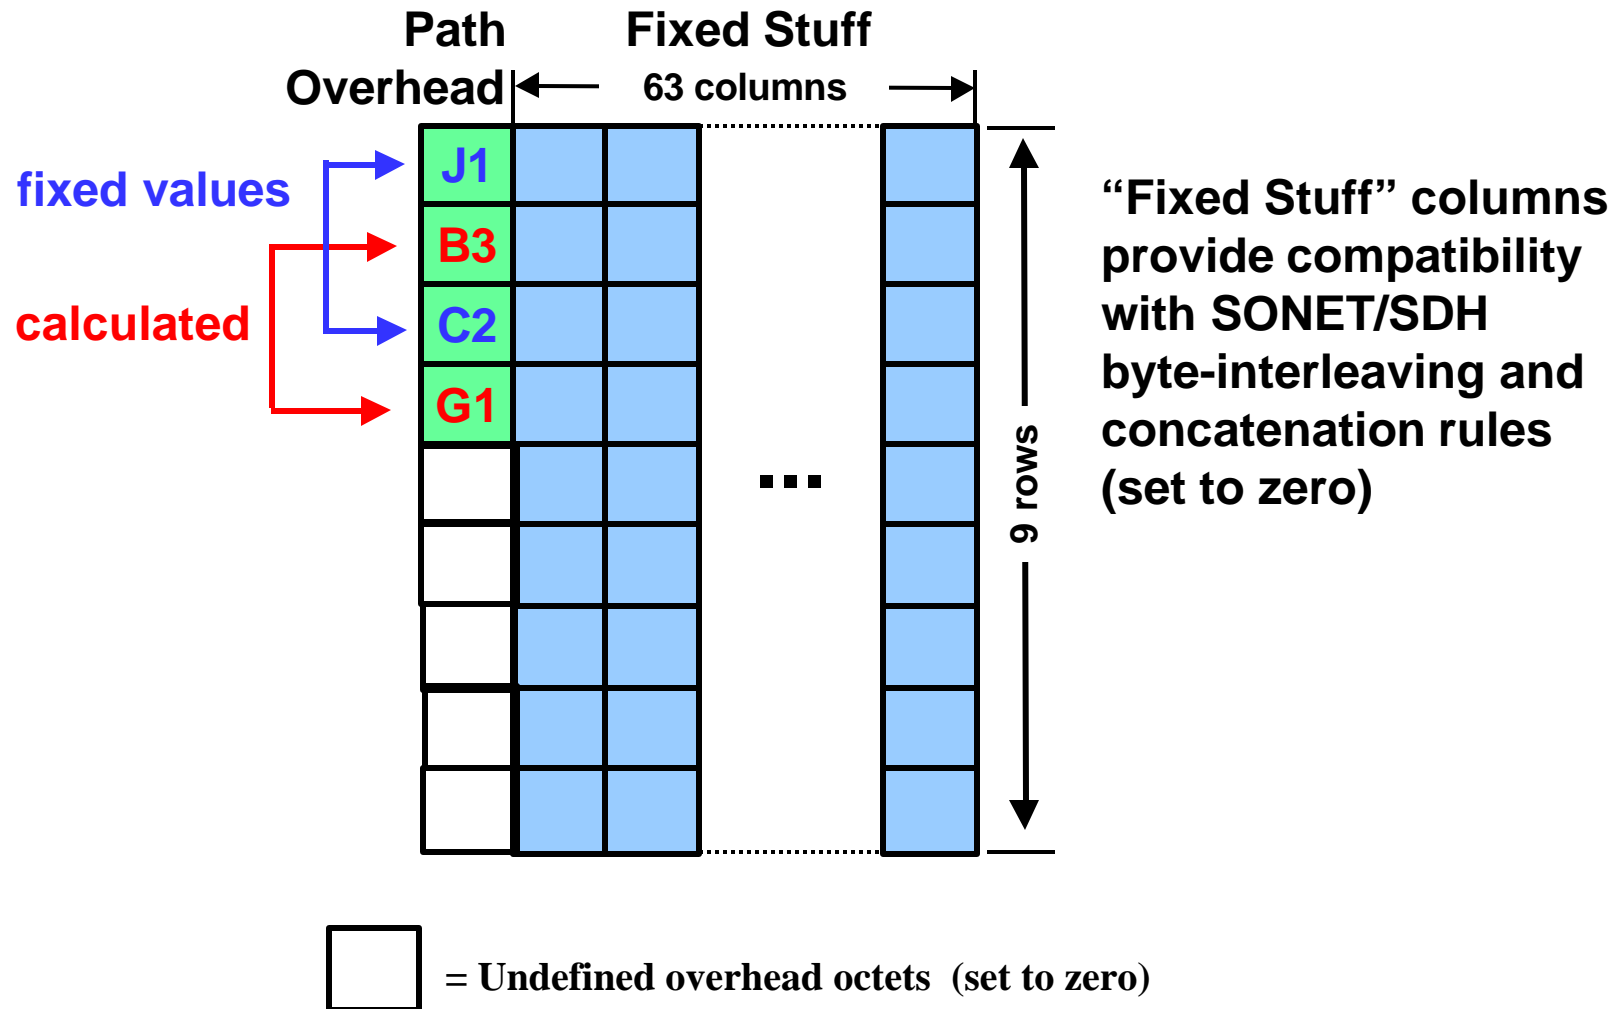 Path Overhead
Fixed Stuff
63 columns
fixed values
calculated
J1
B3
C2
G1
...
9 rows
“Fixed Stuff” columns
provide compatibility
with SONET/SDH
byte-interleaving and
concatenation rules
(set to zero)
= Undefined overhead octets (set to zero)